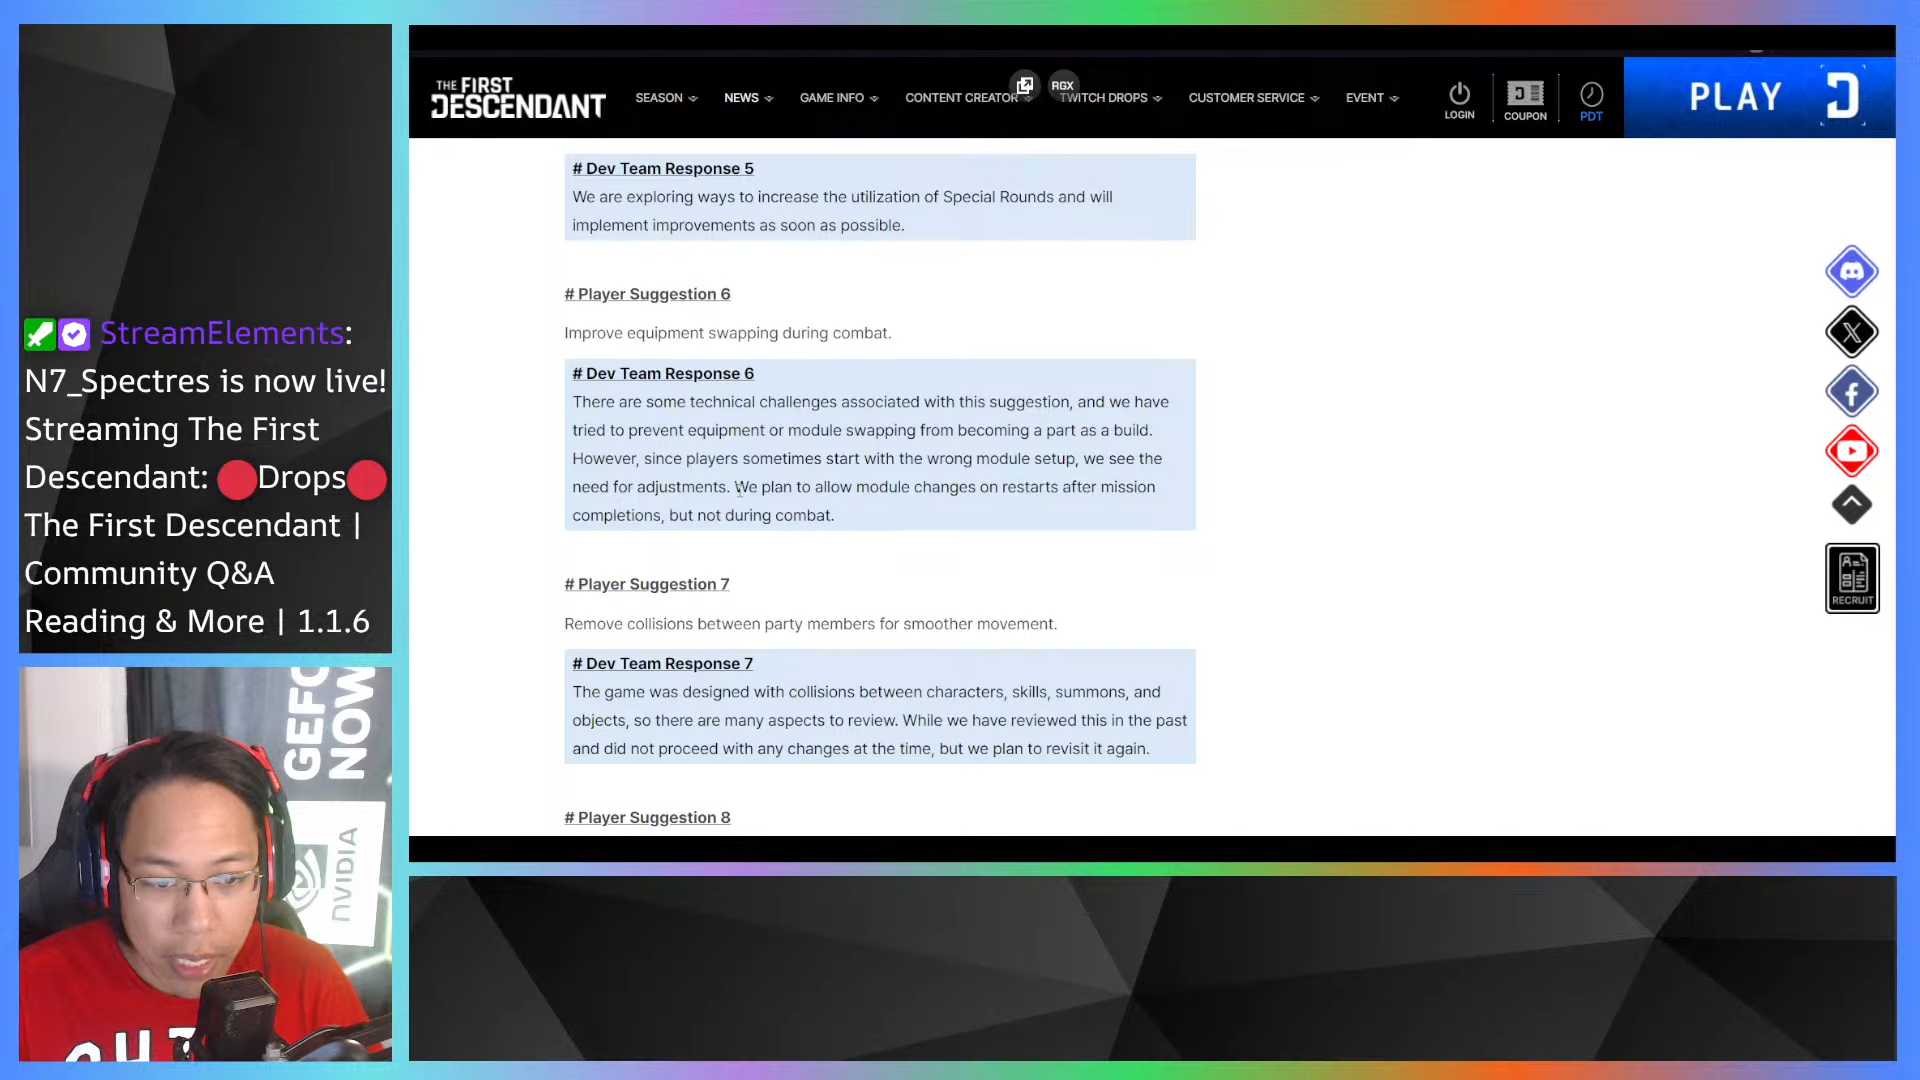 StreamElements:
N7_Spectres is now live!
Streaming The First
Descendant: Drops
The First Descendant |
Community Q&A
Reading & More | 1.1.6
THE FIRST
DESCENDANT
SEASON
NEWS
GAME INFO
CONTENT CREATOR
RGX
TWITCH DROPS
CUSTOMER SERVICE
EVENT
LOGIN
COUPON
PDT
PLAY
# Dev Team Response 5
We are exploring ways to increase the utilization of Special Rounds and will
implement improvements as soon as possible.
# Player Suggestion 6
Improve equipment swapping during combat.
# Dev Team Response 6
There are some technical challenges associated with this suggestion, and we have
tried to prevent equipment or module swapping from becoming a part as a build.
However, since players sometimes start with the wrong module setup, we see the
need for adjustments. We plan to allow module changes on restarts after mission
completions, but not during combat.
# Player Suggestion 7
Remove collisions between party members for smoother movement.
# Dev Team Response 7
The game was designed with collisions between characters, skills, summons, and
objects, so there are many aspects to review. While we have reviewed this in the past
and did not proceed with any changes at the time, but we plan to revisit it again.
# Player Suggestion 8
RECRUIT
GEFC
NOW
NVIDIA